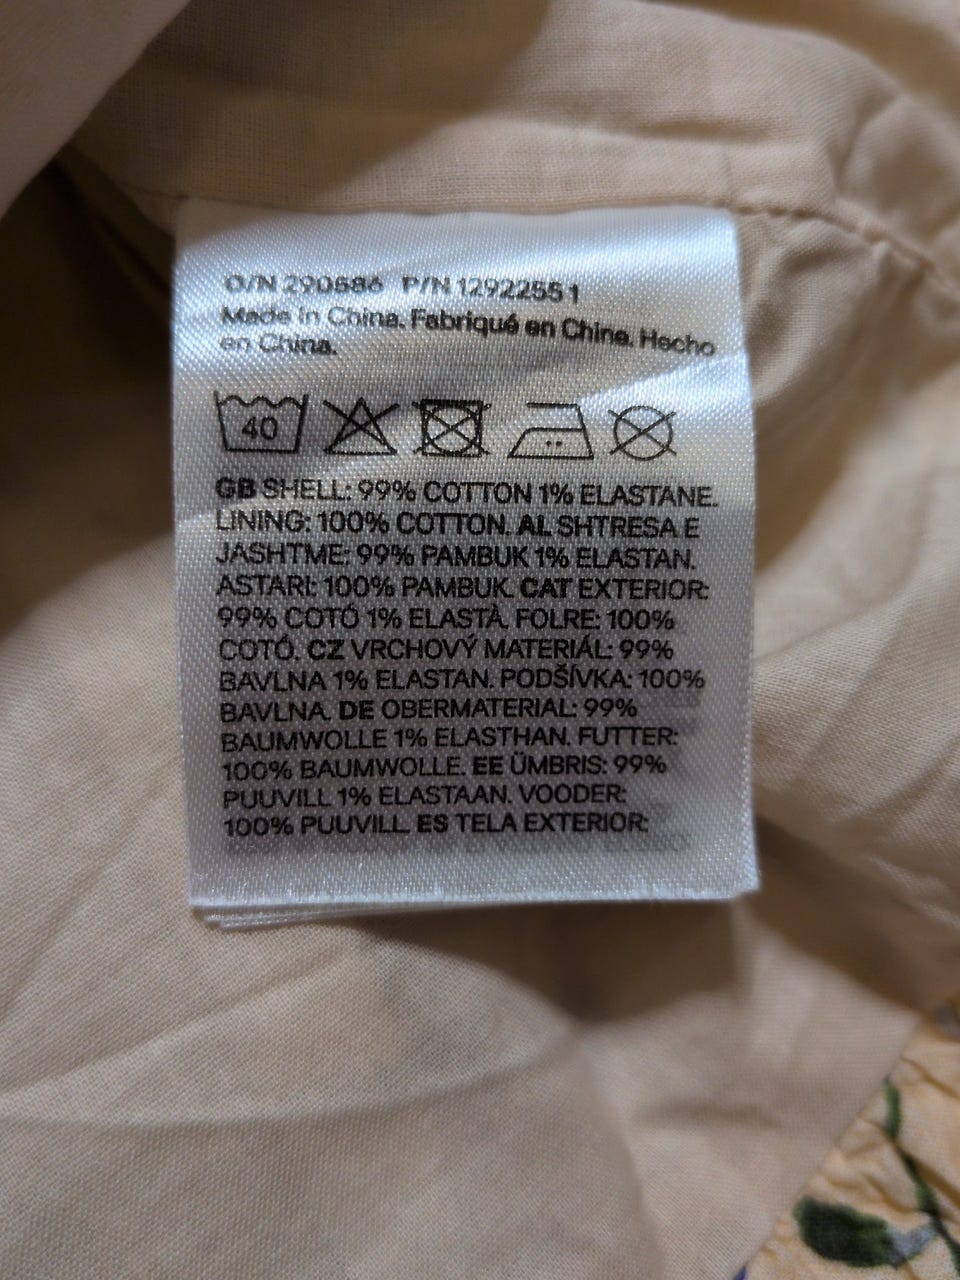 O/N 290686 P/N 12922551
Made in China. Fabriqué en Chine. Hecho
en China.
40
GB SHELL: 99% COTTON 1% ELASTANE.
LINING: 100% COTTON. AL SHTRESA E
JASHTME: 99% PAMBUK 1% ELASTAN.
ASTARI: 100% PAMBUK. CAT EXTERIOR:
99% COTÓ 1% ELASTÀ. FOLRE: 100%
COTÓ. CZ VRCHOVÝ MATERIÁL: 99%
BAVLNA 1% ELASTAN. PODŠÍVKA: 100%
BAVLNA. DE OBERMATERIAL: 99%
BAUMWOLLE 1% ELASTHAN. FUTTER:
100% BAUMWOLLE. EE ÜMBRIS: 99%
PUUVILL 1% ELASTAAN. VOODER:
100% PUUVILL. ES TELA EXTERIOR: